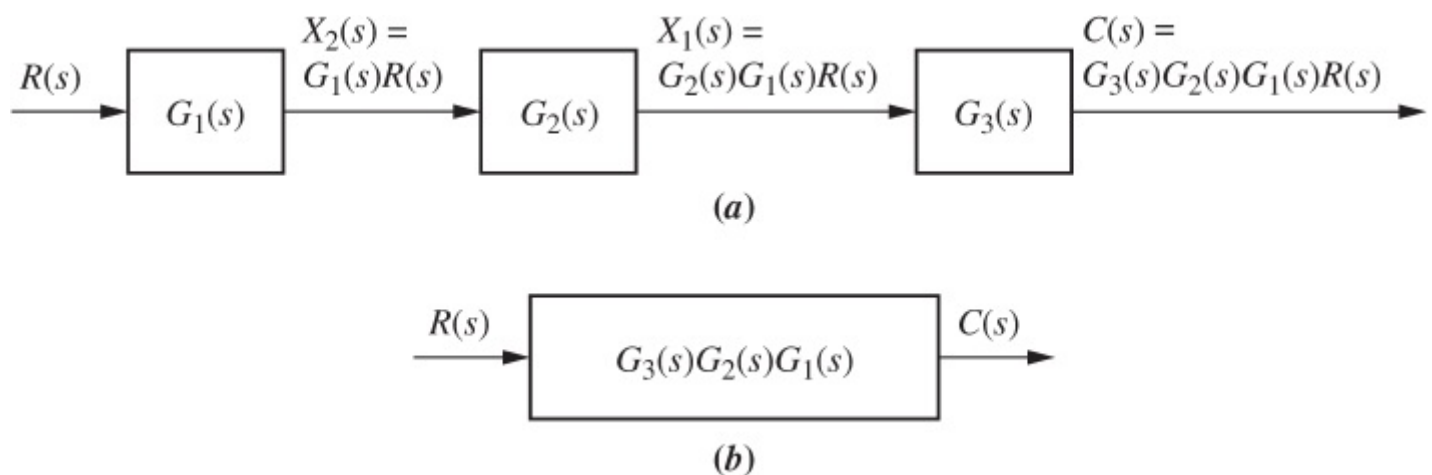 X₂(s) =
X₁(s) =
C(s) =
R(s)
G₁(s)R(s)
G₂(s)G₁(s)R(s)
G₃(s)G₂(s)G₁(s)R(s)
G₁(s)
G₂(s)
G₃(s)
(a)
R(s)
C(s)
G₃(s)G₂(s)G₁(s)
(b)